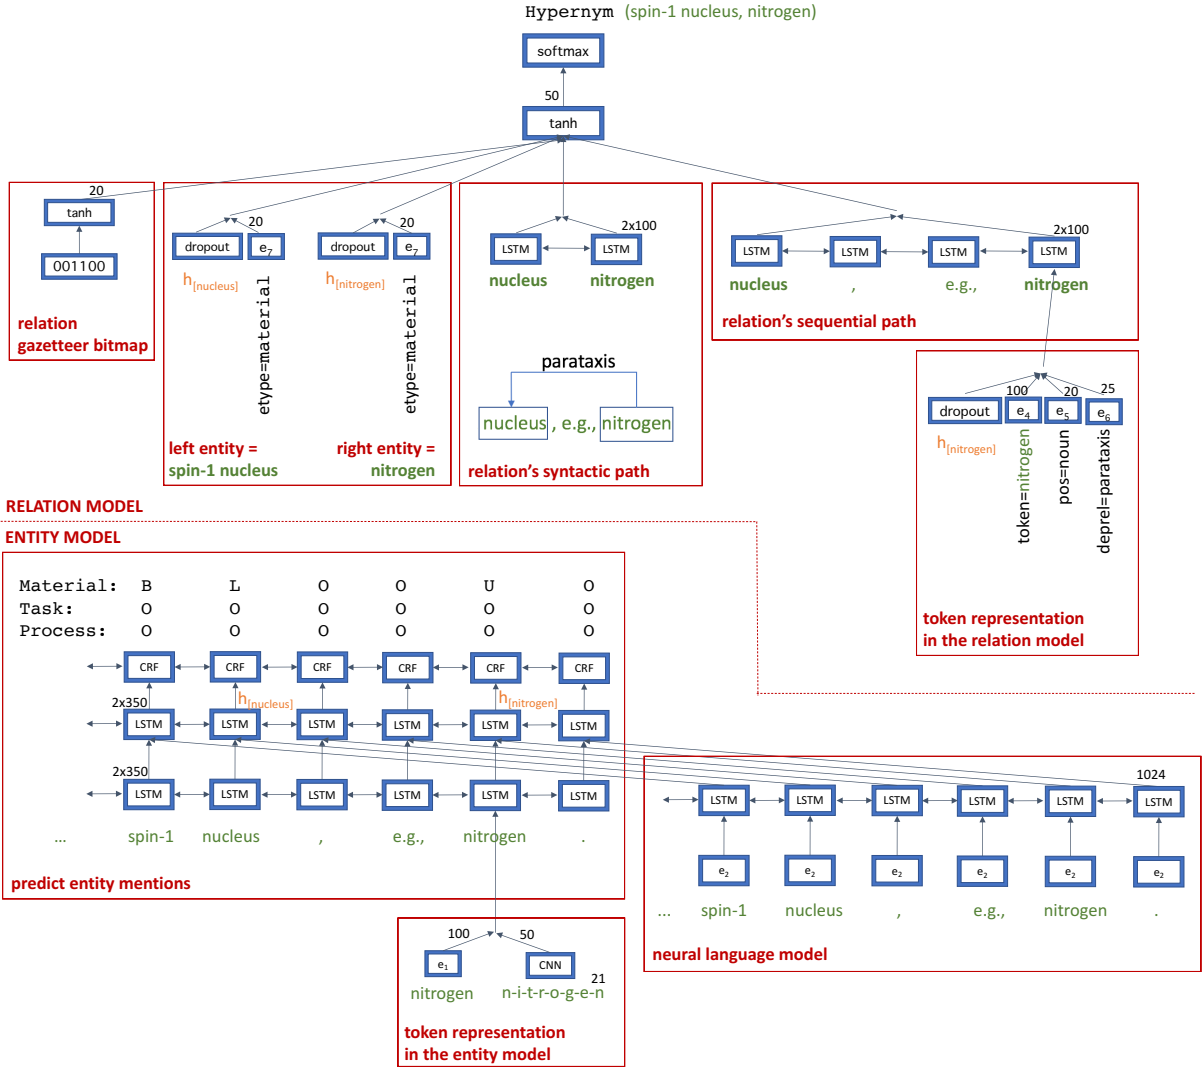 Hypernym (spin-1 nucleus, nitrogen)
softmax
50
tanh
20
tanh
001100
relation
gazetteer bitmap
20
dropout e7
h[nucleus]
etype=material
20
dropout e7
h[nitrogen]
etype=material
left entity =
spin-1 nucleus
right entity =
nitrogen
2x100
LSTM LSTM
nucleus nitrogen
parataxis
nucleus , e.g., nitrogen
relation's syntactic path
2x100
LSTM LSTM LSTM LSTM
nucleus , e.g., nitrogen
relation's sequential path
100 20 25
dropout e4 e5 e6
h[nitrogen]
token=nitrogen
pos=noun
deprel=parataxis
token representation
in the relation model
RELATION MODEL
ENTITY MODEL
Material: B L O O U O
Task: O O O O O O
Process: O O O O O O
CRF CRF CRF CRF CRF CRF
h[nucleus] h[nitrogen]
2x350
LSTM LSTM LSTM LSTM LSTM LSTM
2x350
LSTM LSTM LSTM LSTM LSTM LSTM
... spin-1 nucleus , e.g., nitrogen .
predict entity mentions
1024
LSTM LSTM LSTM LSTM LSTM LSTM
e2 e2 e2 e2 e2 e2
... spin-1 nucleus , e.g., nitrogen .
neural language model
100 50
e1 CNN
21
nitrogen n-i-t-r-o-g-e-n
token representation
in the entity model